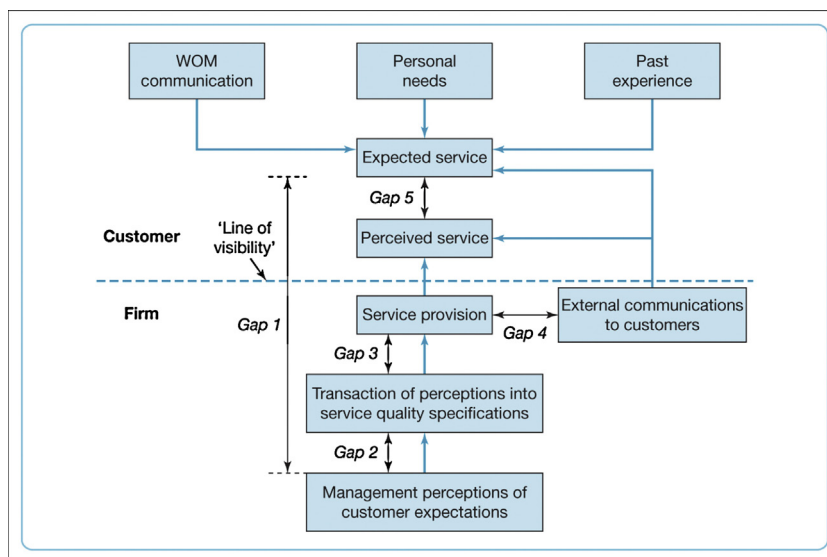 WOM
communication
Personal
needs
Past
experience
Expected service
Gap 5
Customer
'Line of
visibility'
Perceived service
Firm
Gap 1
Service provision
Gap 4
External communications
to customers
Gap 3
Transaction of perceptions into
service quality specifications
Gap 2
Management perceptions of
customer expectations